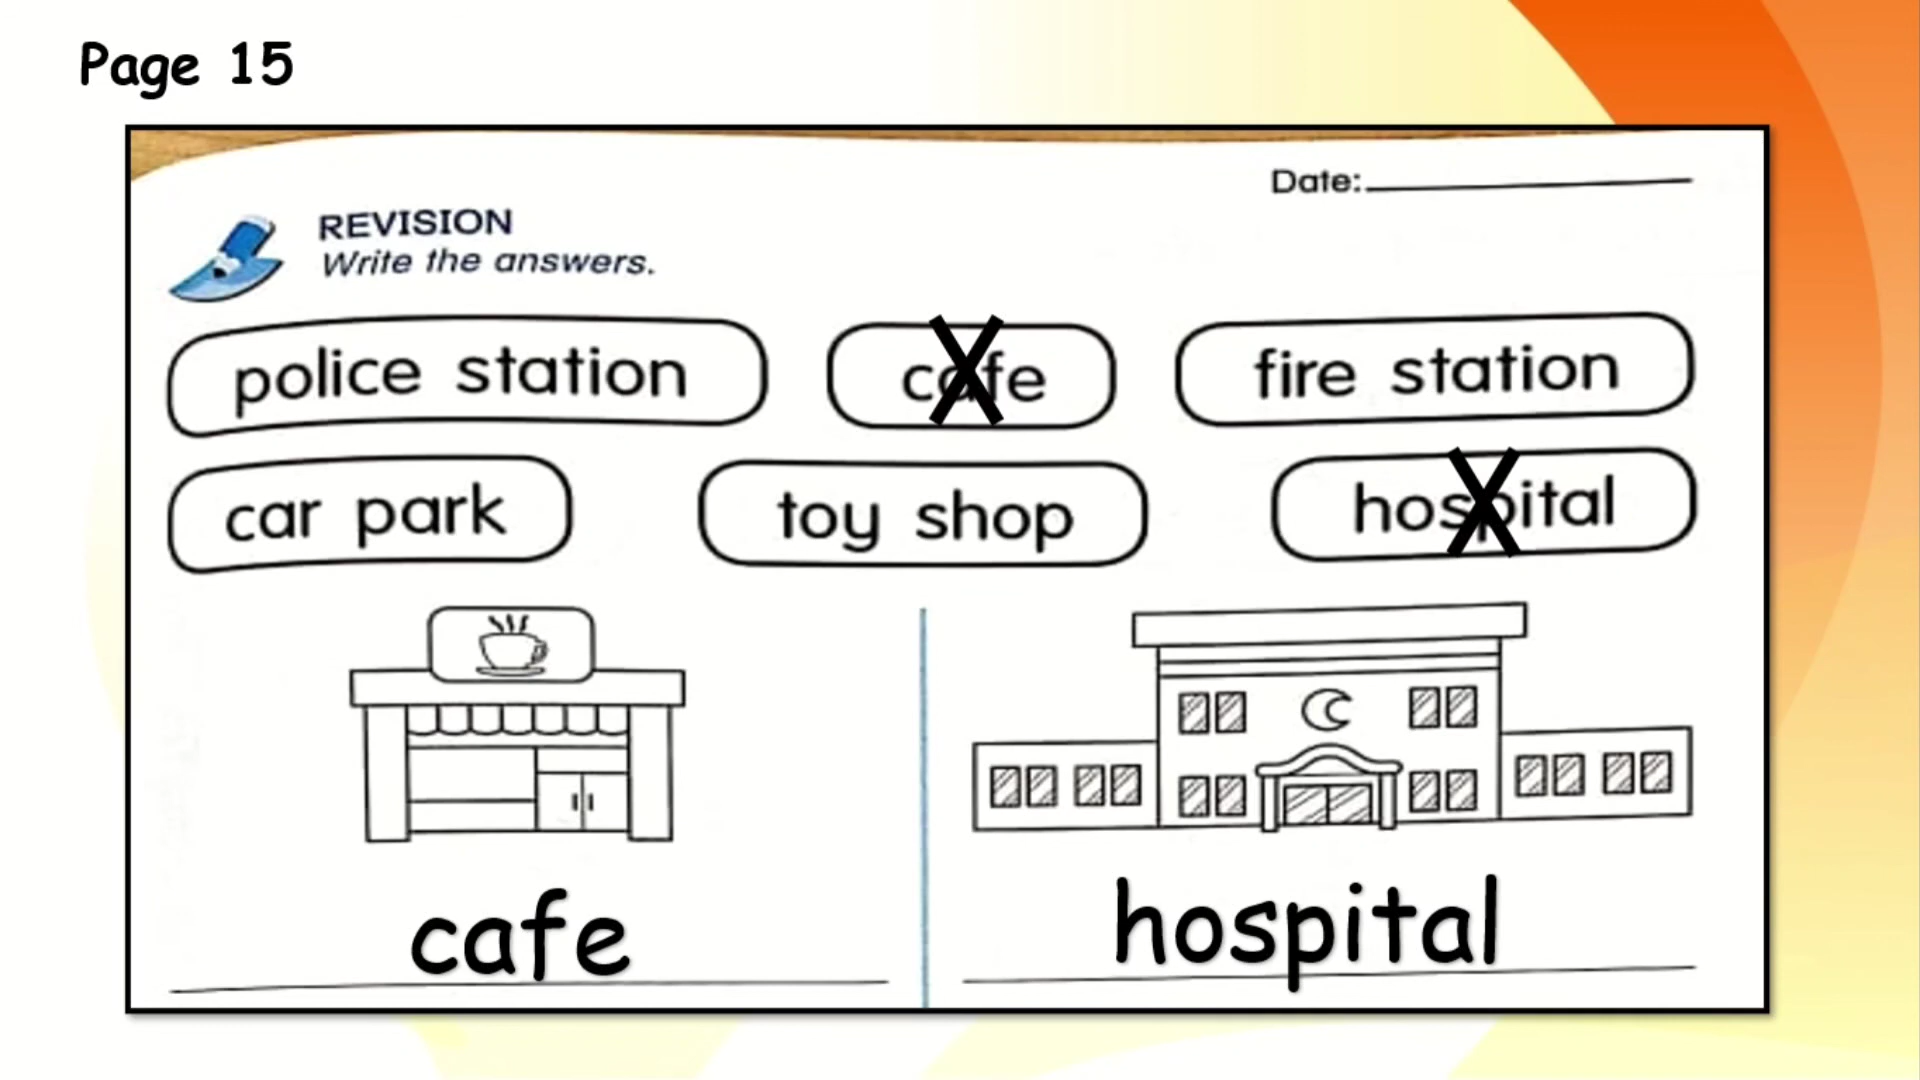 Page 15
Date:
REVISION
Write the answers.
police station
cafe
fire station
car park
toy shop
hospital
cafe
hospital